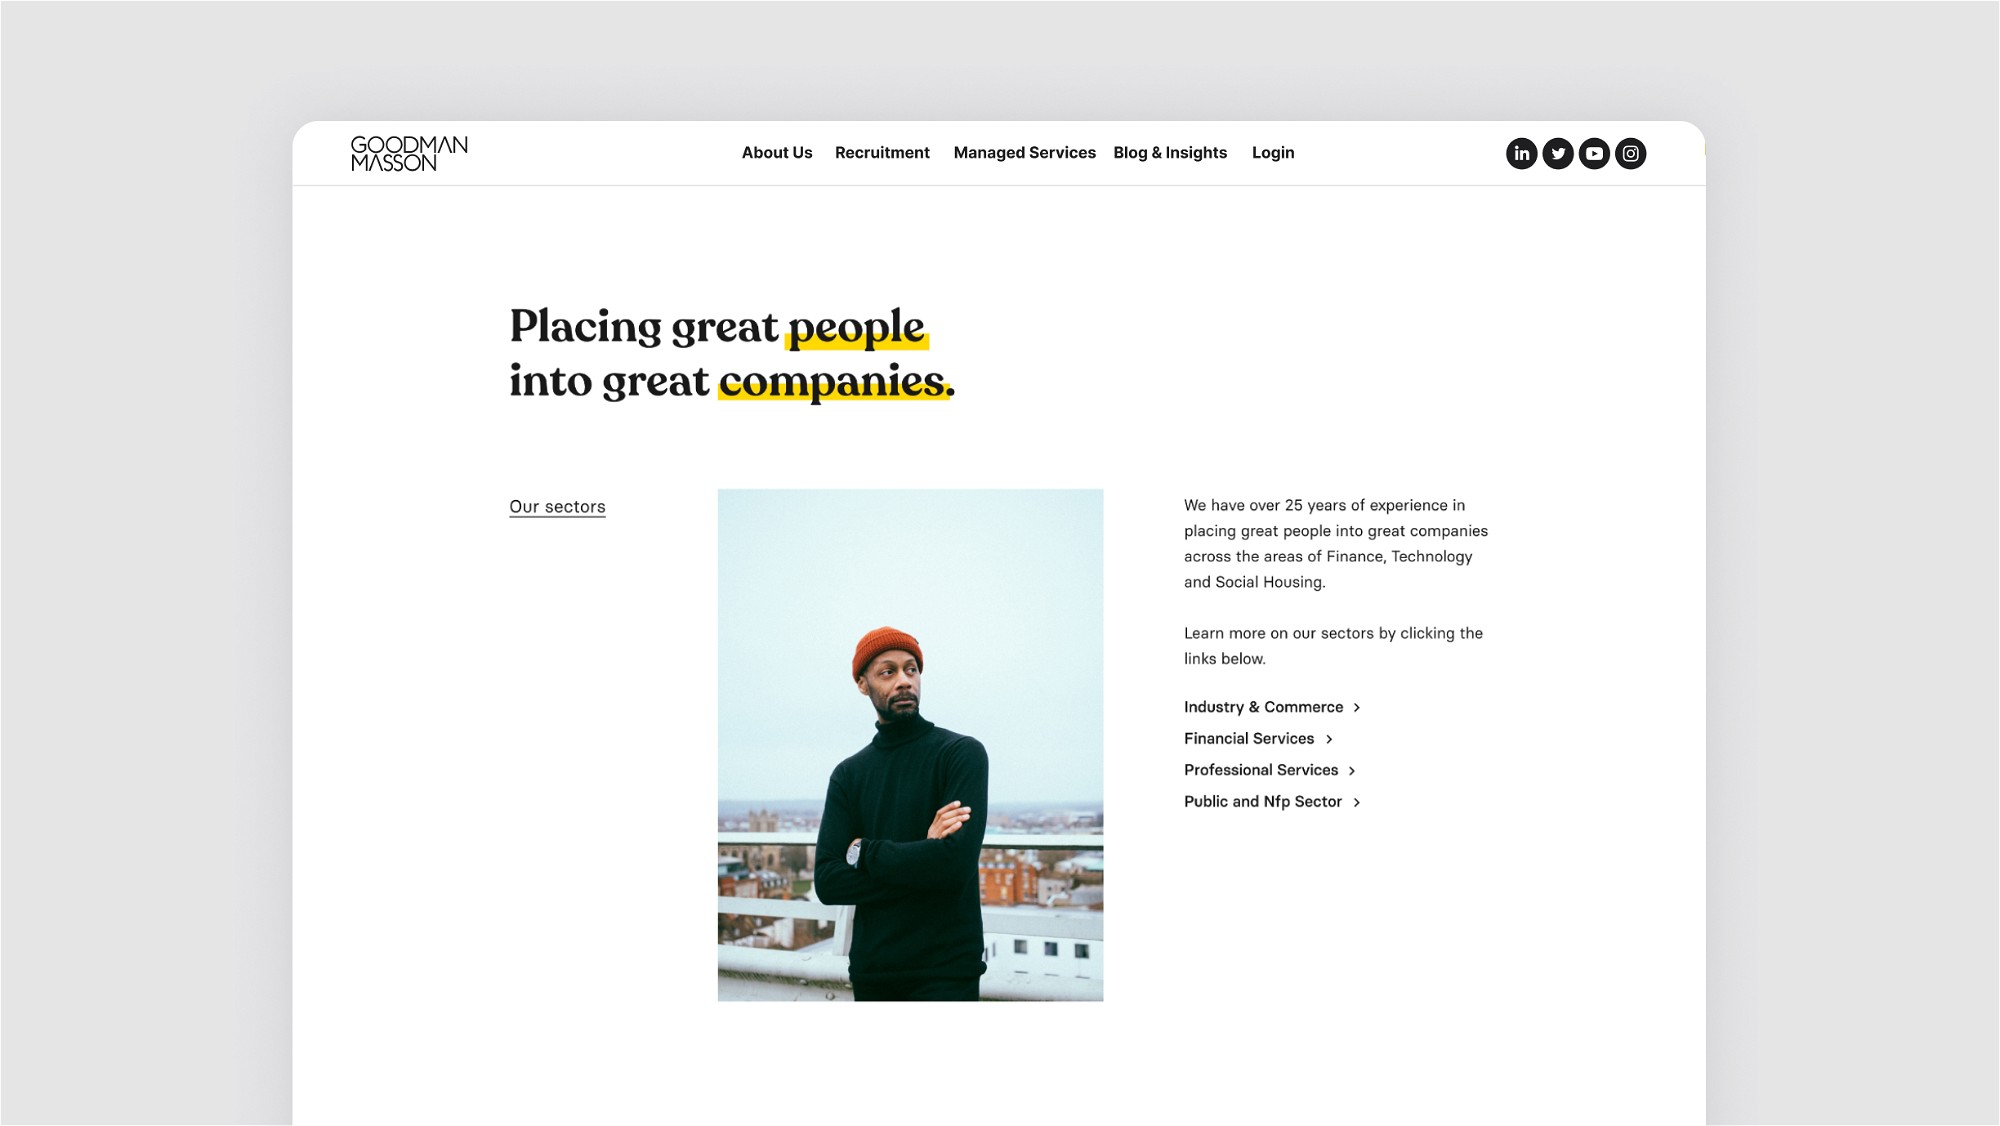 GOODMAN
MASSON
About Us
Recruitment
Managed Services
Blog & Insights
Login
in
Placing great people
into great companies.
Our sectors
We have over 25 years of experience in
placing great people into great companies
across the areas of Finance, Technology
and Social Housing.
Learn more on our sectors by clicking the
links below.
Industry & Commerce
Financial Services
Professional Services
Public and Nfp Sector